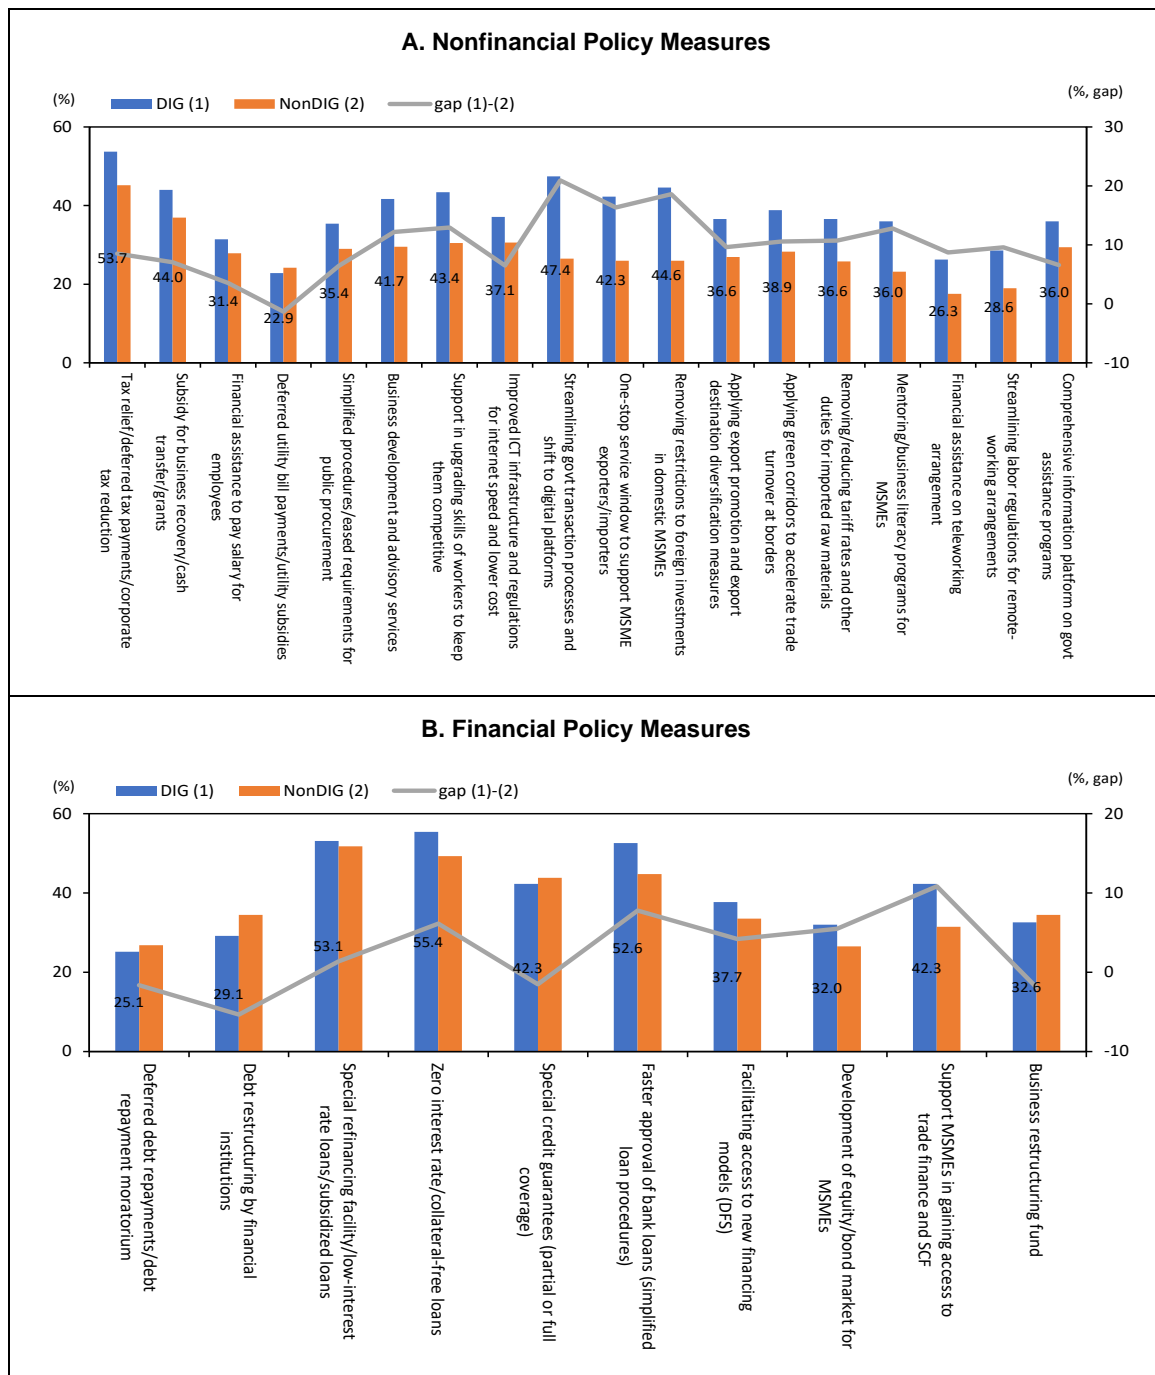 A. Nonfinancial Policy Measures
(%)
DIG (1)
NonDIG (2)
gap (1)-(2)
(%, gap)
60
40
20
0
30
20
10
0
-10
53.7
44.0
31.4
22.9
35.4
41.7
43.4
37.1
47.4
42.3
44.6
36.6
38.9
36.6
36.0
26.3
28.6
36.0
Tax relief/deferred tax payments/corporate
tax reduction
Subsidy for business recovery/cash
transfer/grants
Financial assistance to pay salary for
employees
Deferred utility bill payments/utility subsidies
Simplified procedures/eased requirements for
public procurement
Business development and advisory services
Support in upgrading skills of workers to keep
them competitive
Improved ICT infrastructure and regulations
for internet speed and lower cost
Streamlining govt transaction processes and
shift to digital platforms
One-stop service window to support MSME
exporters/importers
Removing restrictions to foreign investments
in domestic MSMEs
Applying export promotion and export
destination diversification measures
Applying green corridors to accelerate trade
turnover at borders
Removing/reducing tariff rates and other
duties for imported raw materials
Mentoring/business literacy programs for
MSMEs
Financial assistance on teleworking
arrangement
Streamlining labor regulations for remote-
working arrangements
Comprehensive information platform on govt
assistance programs
B. Financial Policy Measures
(%)
DIG (1)
NonDIG (2)
gap (1)-(2)
(%, gap)
60
40
20
0
20
10
0
-10
25.1
29.1
53.1
55.4
42.3
52.6
37.7
32.0
42.3
32.6
Deferred debt repayments/debt
repayment moratorium
Debt restructuring by financial
institutions
Special refinancing facility/low-interest
rate loans/subsidized loans
Zero interest rate/collateral-free loans
Special credit guarantees (partial or full
coverage)
Faster approval of bank loans (simplified
loan procedures)
Facilitating access to new financing
models (DFS)
Development of equity/bond market for
MSMEs
Support MSMEs in gaining access to
trade finance and SCF
Business restructuring fund